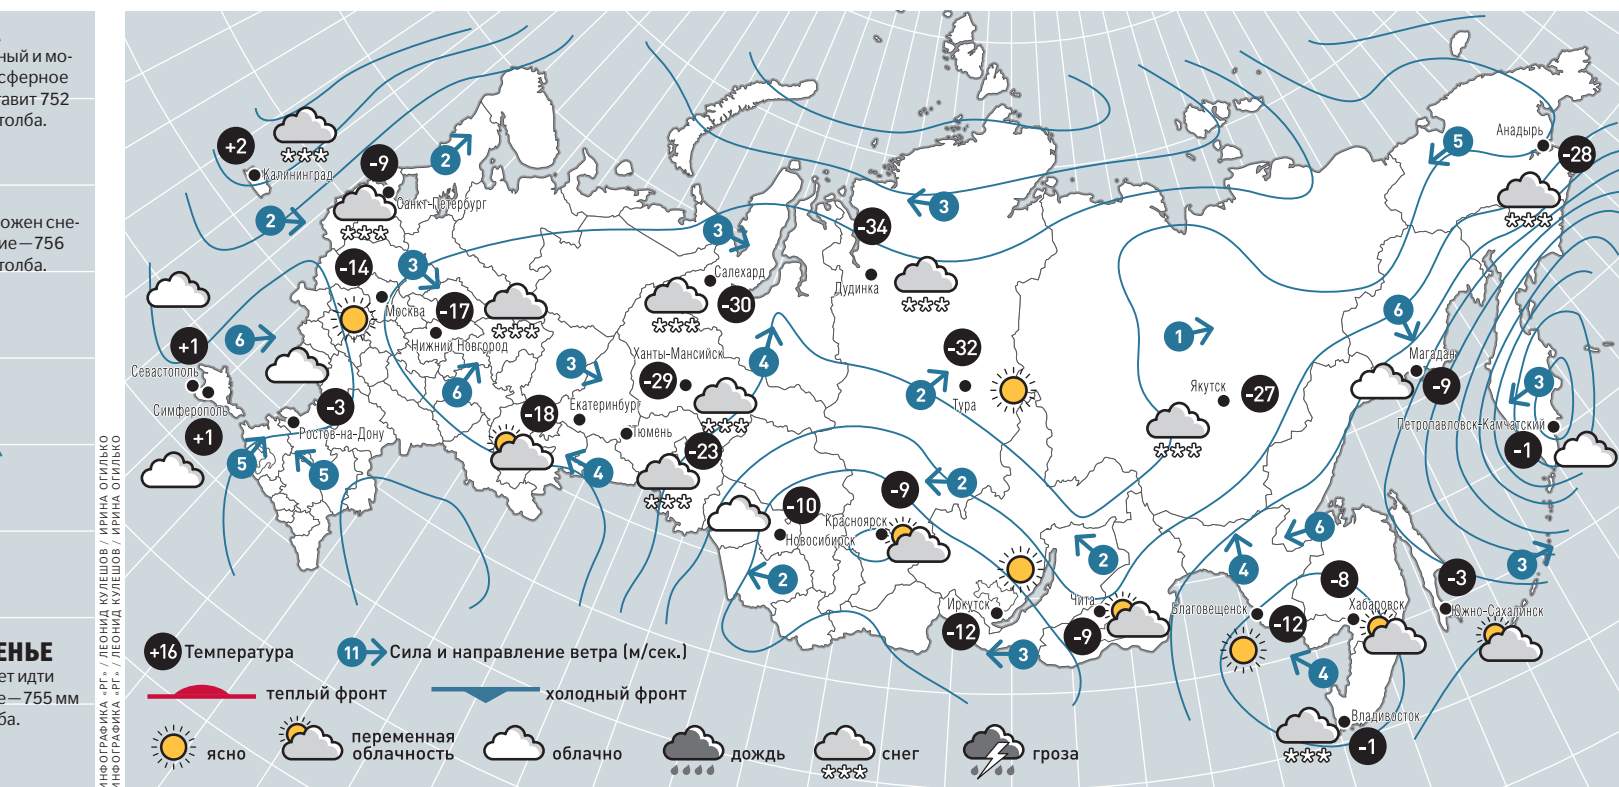 ный и мо-
сферное
тавит 752
толба.
ожен сне-
ие—756
толба.
ЕНЬЕ
ет идти
е—755 мм
ба.
ИНФОГРАФИКА «РГ» / ЛЕОНИД КУЛЕШОВ / ИРИНА ОГИЛЬКО
ИНФОГРАФИКА «РГ» / ЛЕОНИД КУЛЕШОВ / ИРИНА ОГИЛЬКО
+2
Калининград
2
-9
Санкт-Петербург
2
-14
Москва
3
-17
Нижний Новгород
6
+1
Севастополь
Симферополь
+1
6
-3
Ростов-на-Дону
5
5
3
-18
Екатеринбург
Тюмень
4
-23
3
Салехард
-30
Ханты-Мансийск
-29
4
-34
Дудинка
3
-32
Тура
2
1
Якутск
-27
5
Анадырь
-28
6
Магадан
-9
3
Петропавловск-Камчатский
-1
-10
Новосибирск
2
-9
Красноярск
2
Иркутск
-12
3
2
Чита
-9
4
6
Благовещенск
-12
-8
Хабаровск
4
Владивосток
-1
-3
Южно-Сахалинск
3
+16 Температура
11 Сила и направление ветра (м/сек.)
теплый фронт
холодный фронт
ясно
переменная
облачность
облачно
дождь
снег
гроза